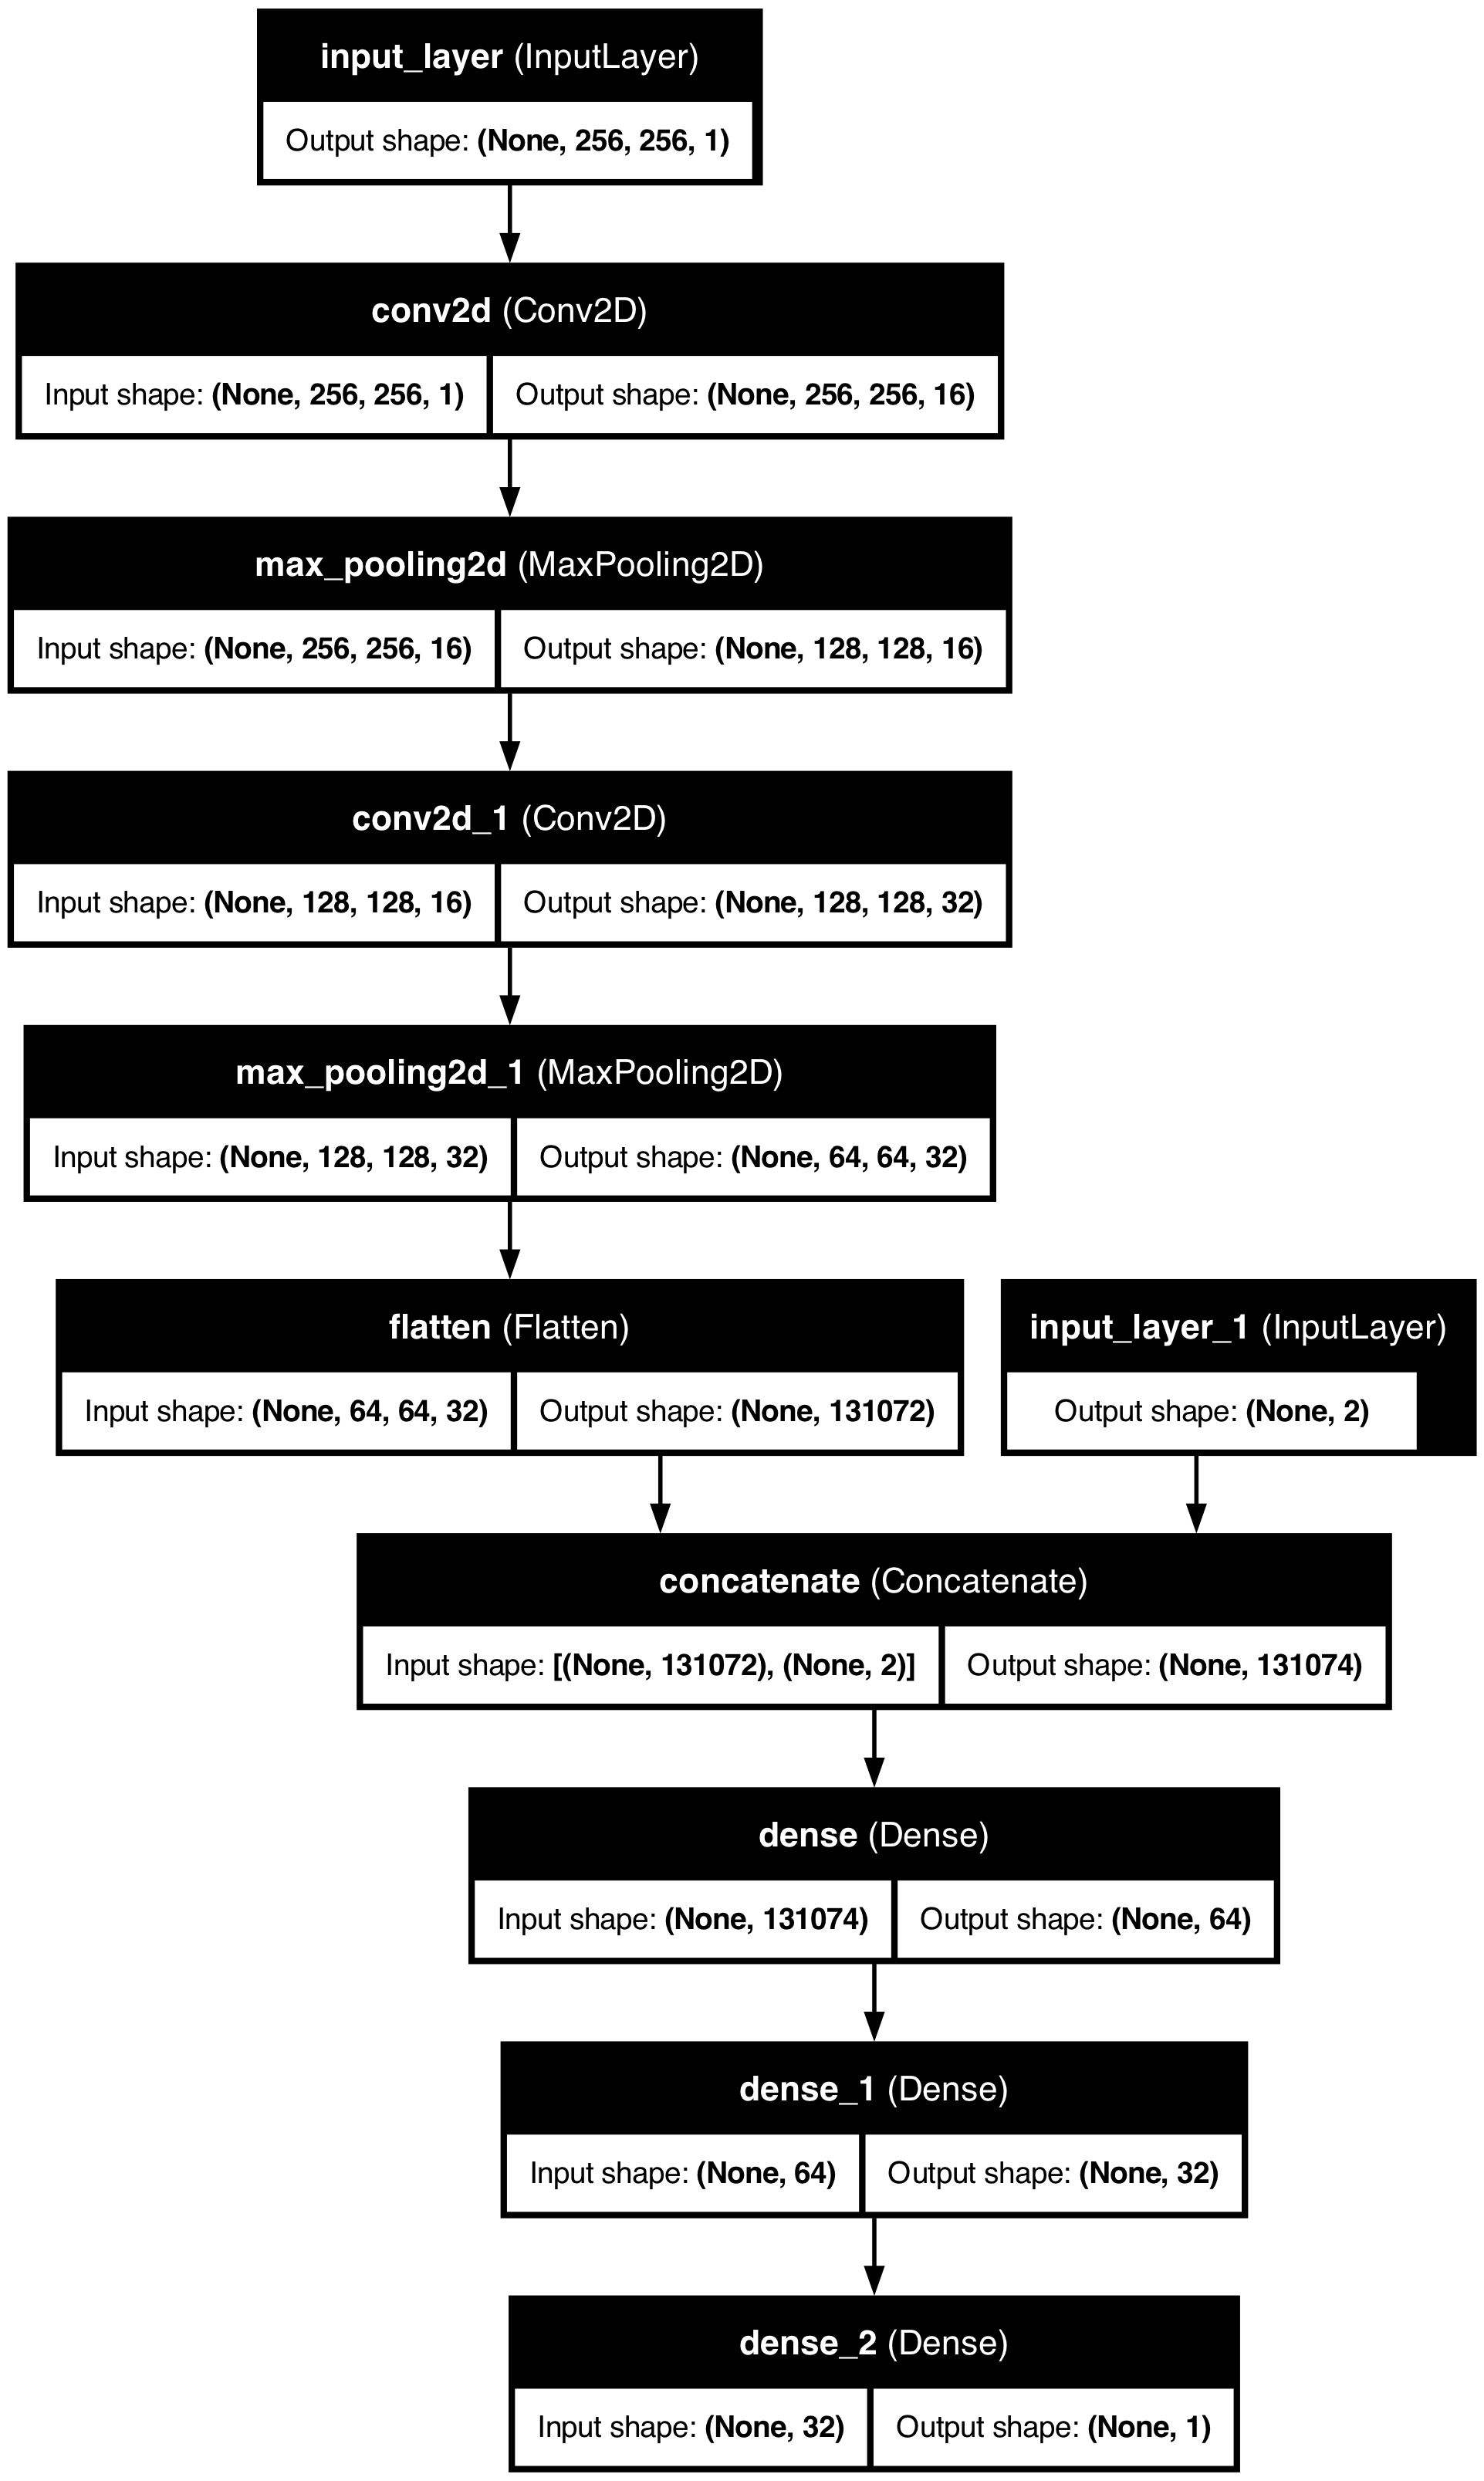 input_layer (InputLayer)
Output shape: (None, 256, 256, 1)
conv2d (Conv2D)
Input shape: (None, 256, 256, 1) Output shape: (None, 256, 256, 16)
max_pooling2d (MaxPooling2D)
Input shape: (None, 256, 256, 16) Output shape: (None, 128, 128, 16)
conv2d_1 (Conv2D)
Input shape: (None, 128, 128, 16) Output shape: (None, 128, 128, 32)
max_pooling2d_1 (MaxPooling2D)
Input shape: (None, 128, 128, 32) Output shape: (None, 64, 64, 32)
flatten (Flatten)
Input shape: (None, 64, 64, 32) Output shape: (None, 131072)
input_layer_1 (InputLayer)
Output shape: (None, 2)
concatenate (Concatenate)
Input shape: [(None, 131072), (None, 2)] Output shape: (None, 131074)
dense (Dense)
Input shape: (None, 131074) Output shape: (None, 64)
dense_1 (Dense)
Input shape: (None, 64) Output shape: (None, 32)
dense_2 (Dense)
Input shape: (None, 32) Output shape: (None, 1)